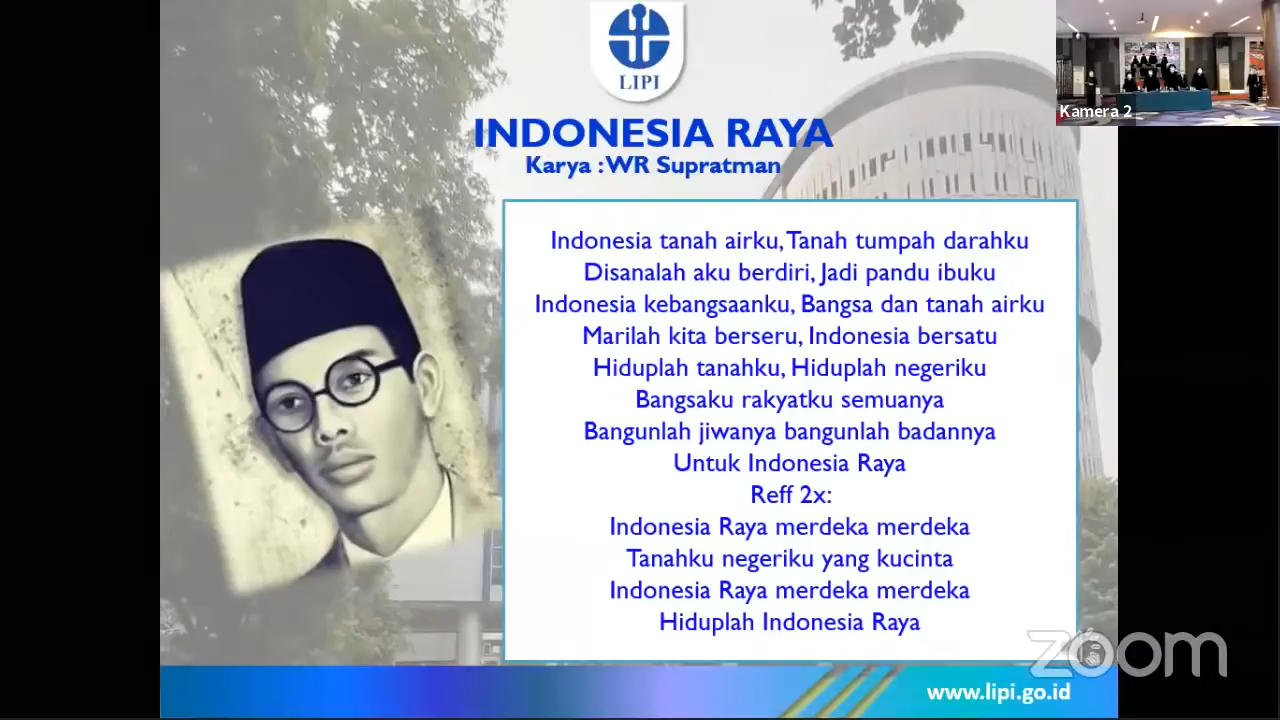 LIPI
INDONESIA RAYA
Karya : WR Supratman
Kamera 2
Indonesia tanah airku, Tanah tumpah darahku
Disanalah aku berdiri, Jadi pandu ibuku
Indonesia kebangsaanku, Bangsa dan tanah airku
Marilah kita berseru, Indonesia bersatu
Hiduplah tanahku, Hiduplah negeriku
Bangsaku rakyatku semuanya
Bangunlah jiwanya bangunlah badannya
Untuk Indonesia Raya
Reff 2x:
Indonesia Raya merdeka merdeka
Tanahku negeriku yang kucinta
Indonesia Raya merdeka merdeka
Hiduplah Indonesia Raya
zoom
www.lipi.go.id